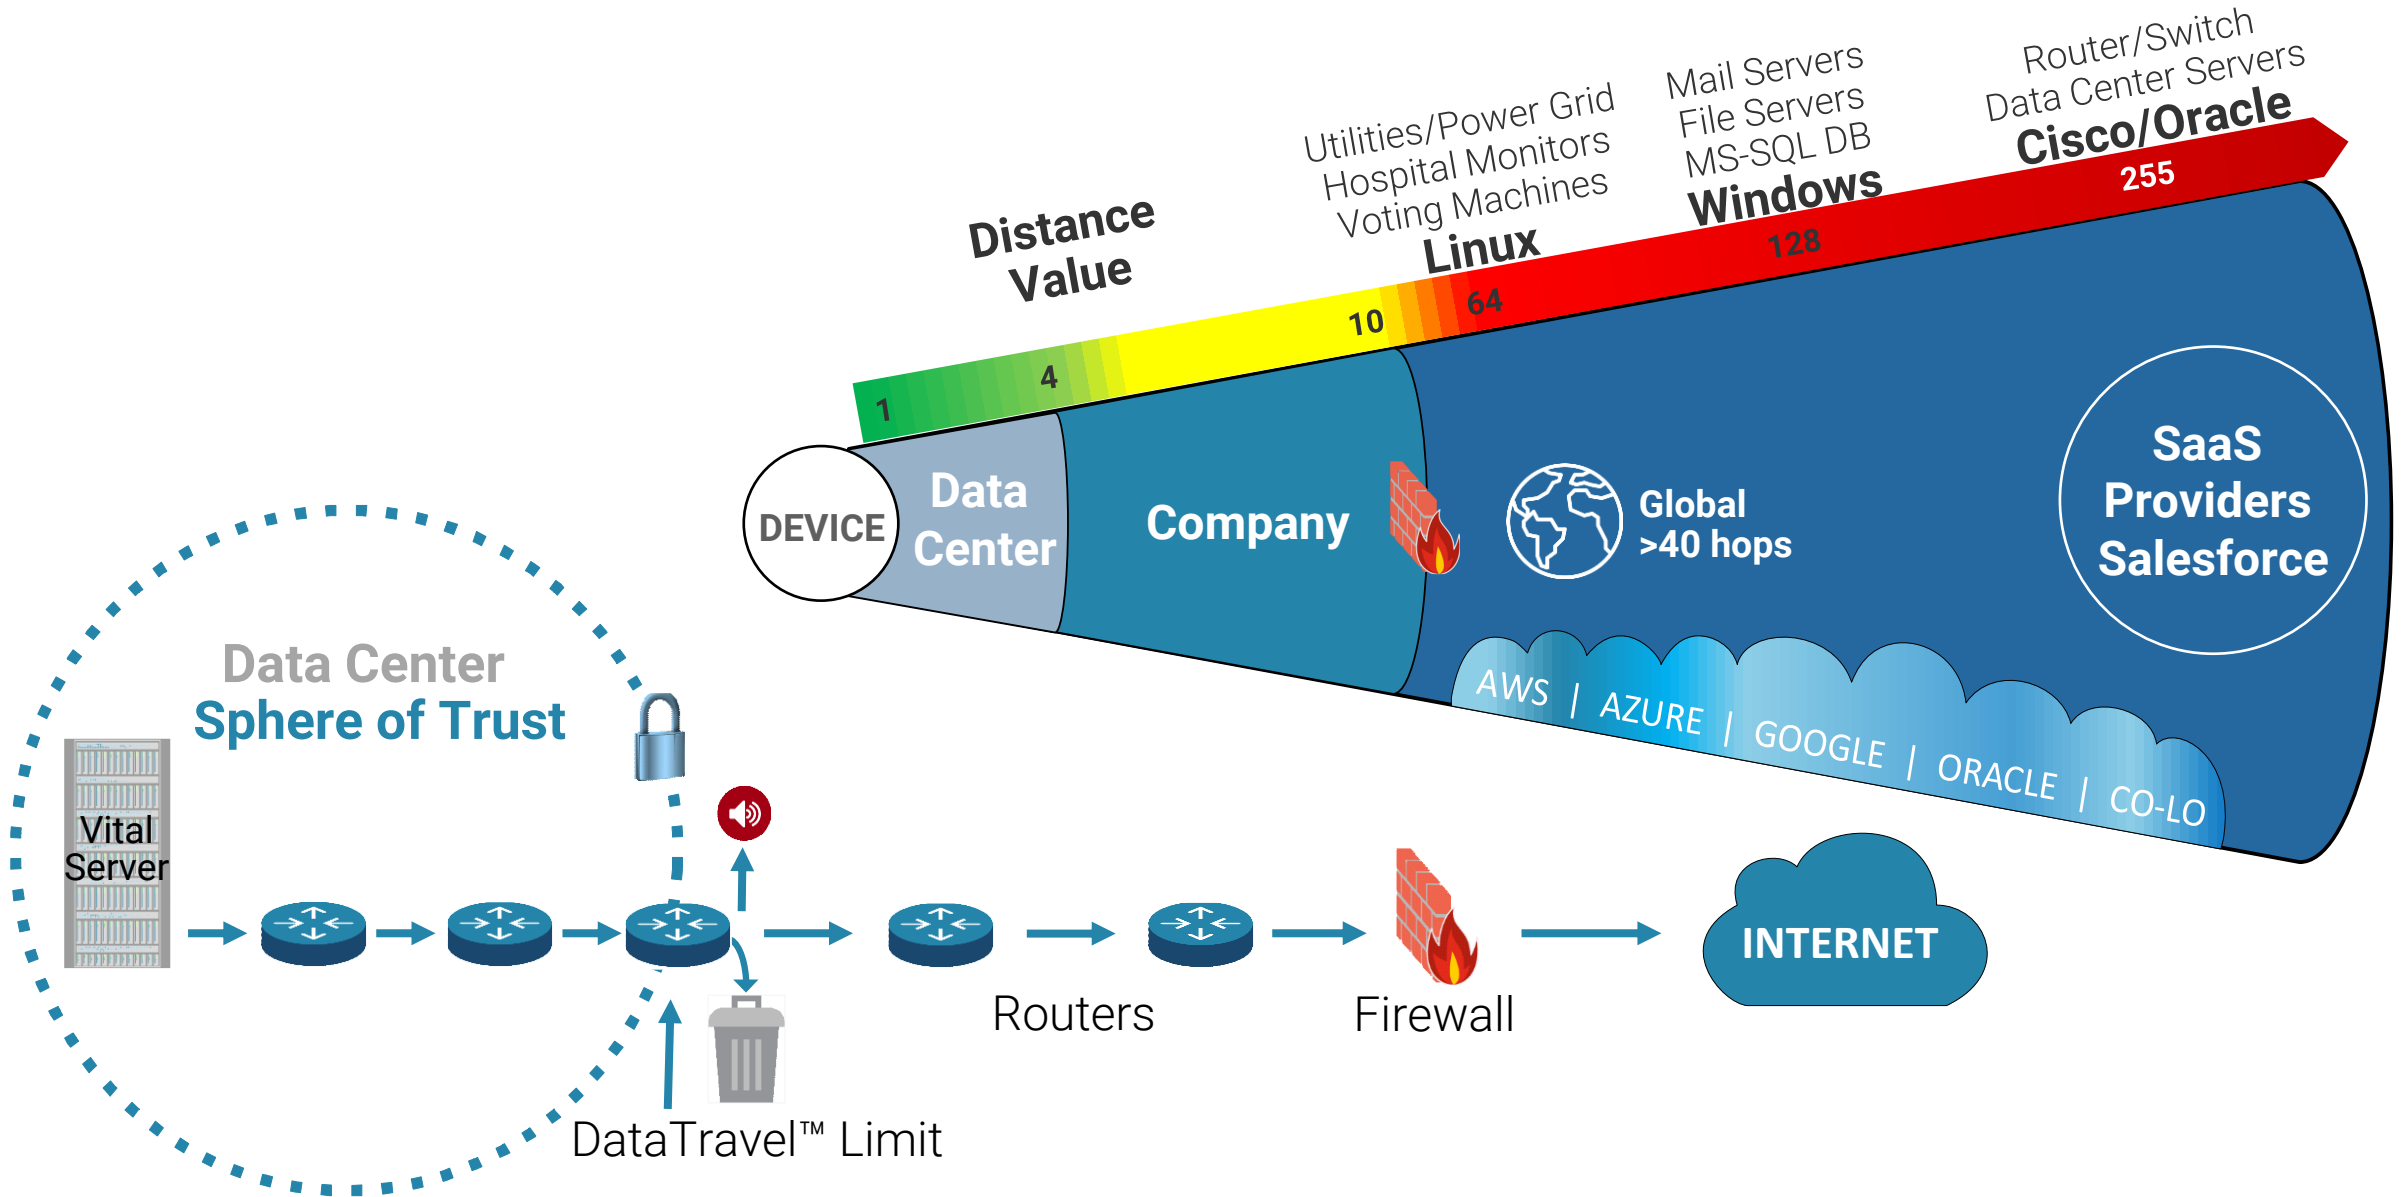 Router/Switch
Data Center Servers
Cisco/Oracle
255
Mail Servers
File Servers
MS-SQL DB
Windows
128
Utilities/Power Grid
Hospital Monitors
Voting Machines
Linux
64
Distance
Value
10
4
1
DEVICE
Data
Center
Company
Global
>40 hops
SaaS
Providers
Salesforce
AWS | AZURE | GOOGLE | ORACLE | CO-LO
Data Center
Sphere of Trust
Vital
Server
INTERNET
Routers
Firewall
DataTravel™ Limit